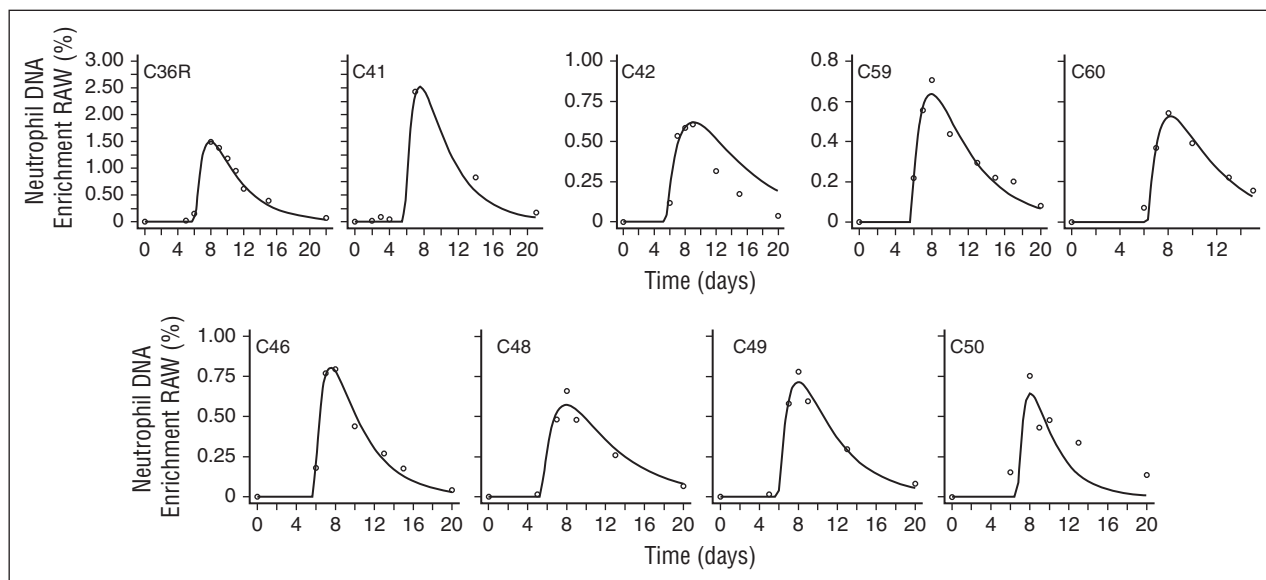 Neutrophil DNA
Enrichment RAW (%)
C36R
3.00
2.50
2.00
1.50
1.00
0.50
0
0 4 8 12 16 22
C41
0 4 8 12 16 20
C42
1.00
0.75
0.50
0.25
0
0 4 8 12 16 20
C59
0.8
0.6
0.4
0.2
0
0 4 8 12 16 20
C60
0 4 8 13
Time (days)
Neutrophil DNA
Enrichment RAW (%)
C46
1.00
0.75
0.50
0.25
0
0 4 8 12 16 20
C48
0 4 8 12 16 20
C49
0 4 8 12 16 20
C50
0 4 8 12 16 20
Time (days)